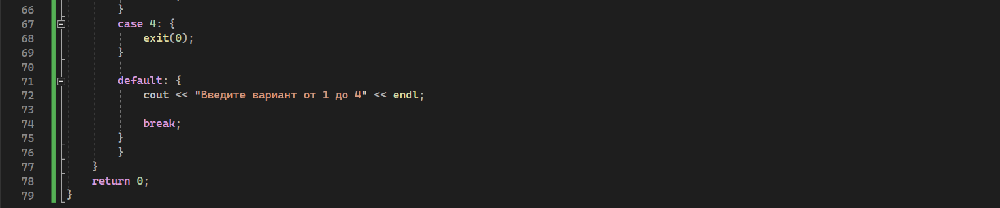 66 }
67 case 4: {
68 exit(0);
69 }
70
71 default: {
72 cout << "Введите вариант от 1 до 4" << endl;
73
74 break;
75 }
76 }
77 }
78 return 0;
79 }